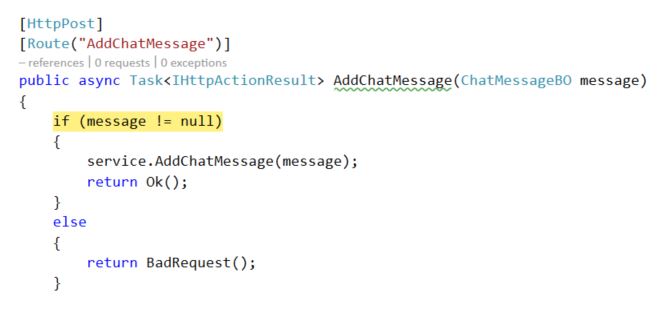 [HttpPost]
[Route("AddChatMessage")]
– references | 0 requests | 0 exceptions
public async Task<IHttpActionResult> AddChatMessage(ChatMessageBO message)
{
if (message != null)
{
service.AddChatMessage(message);
return Ok();
}
else
{
return BadRequest();
}